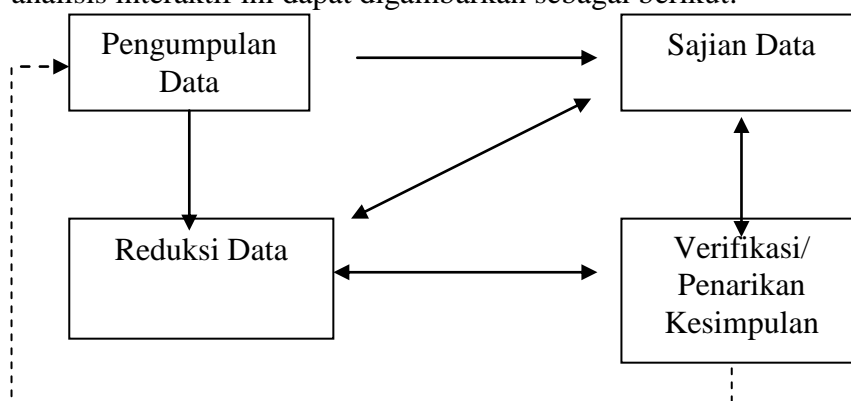 analisis interaktif ini dapat digambarkan sebagai berikut:
Pengumpulan
Data
Sajian Data
Reduksi Data
Verifikasi/
Penarikan
Kesimpulan